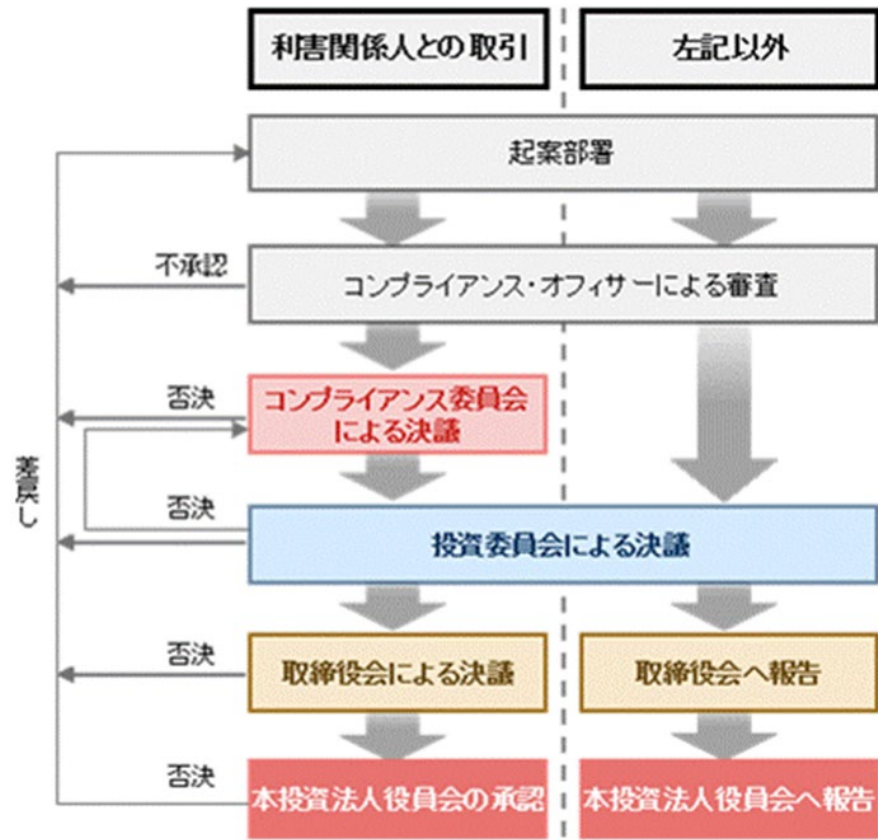 利害関係人との取引
左記以外
起案部署
不承認
コンプライアンス・オフィサーによる審査
否決
コンプライアンス委員会
による決議
差戻し
否決
投資委員会による決議
否決
取締役会による決議
取締役会へ報告
否決
本投資法人役員会の承認
本投資法人役員会へ報告